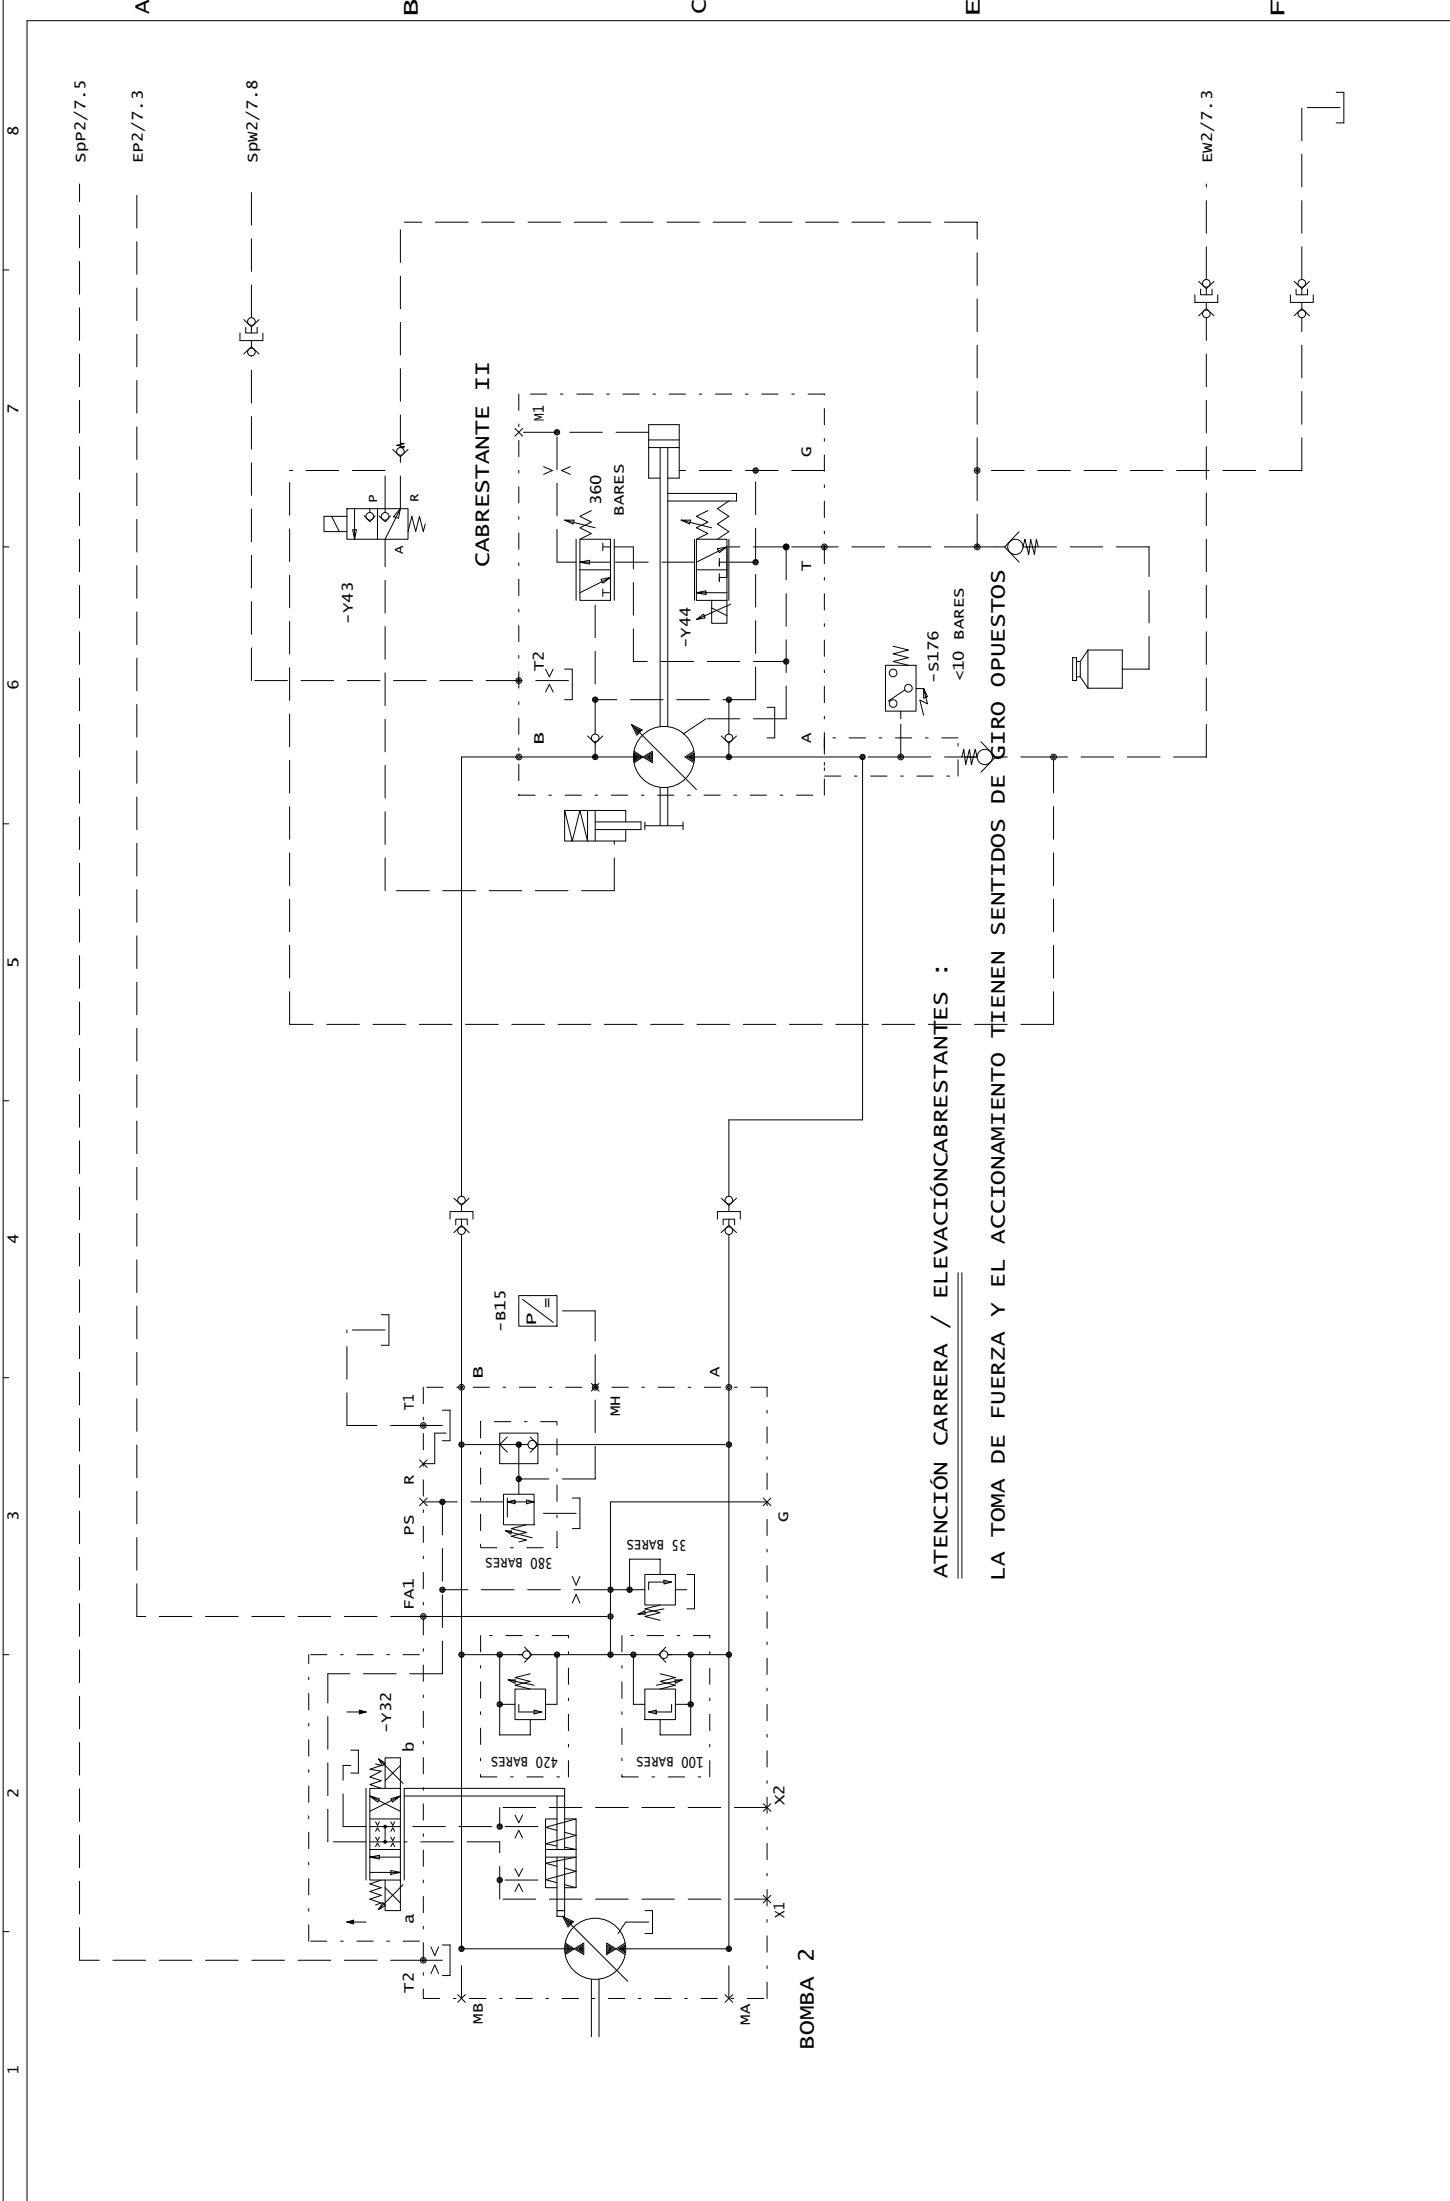 1
2
3
4
5
6
7
8
A
B
C
E
F
SpP2/7.5
EP2/7.3
SpW2/7.8
EW2/7.3
-Y43
A
P
R
CABRESTANTE II
M1
360
BARES
T2
-Y44
G
T
B
A
-S176
<10 BARES
-B15
T1
R
PS
FA1
B
MH
A
380 BARES
35 BARES
G
-Y32
b
a
420 BARES
100 BARES
X2
X1
T2
MB
MA
BOMBA 2
ATENCIÓN CARRERA / ELEVACIÓNCABRESTANTES :
LA TOMA DE FUERZA Y EL ACCIONAMIENTO TIENEN SENTIDOS DE GIRO OPUESTOS